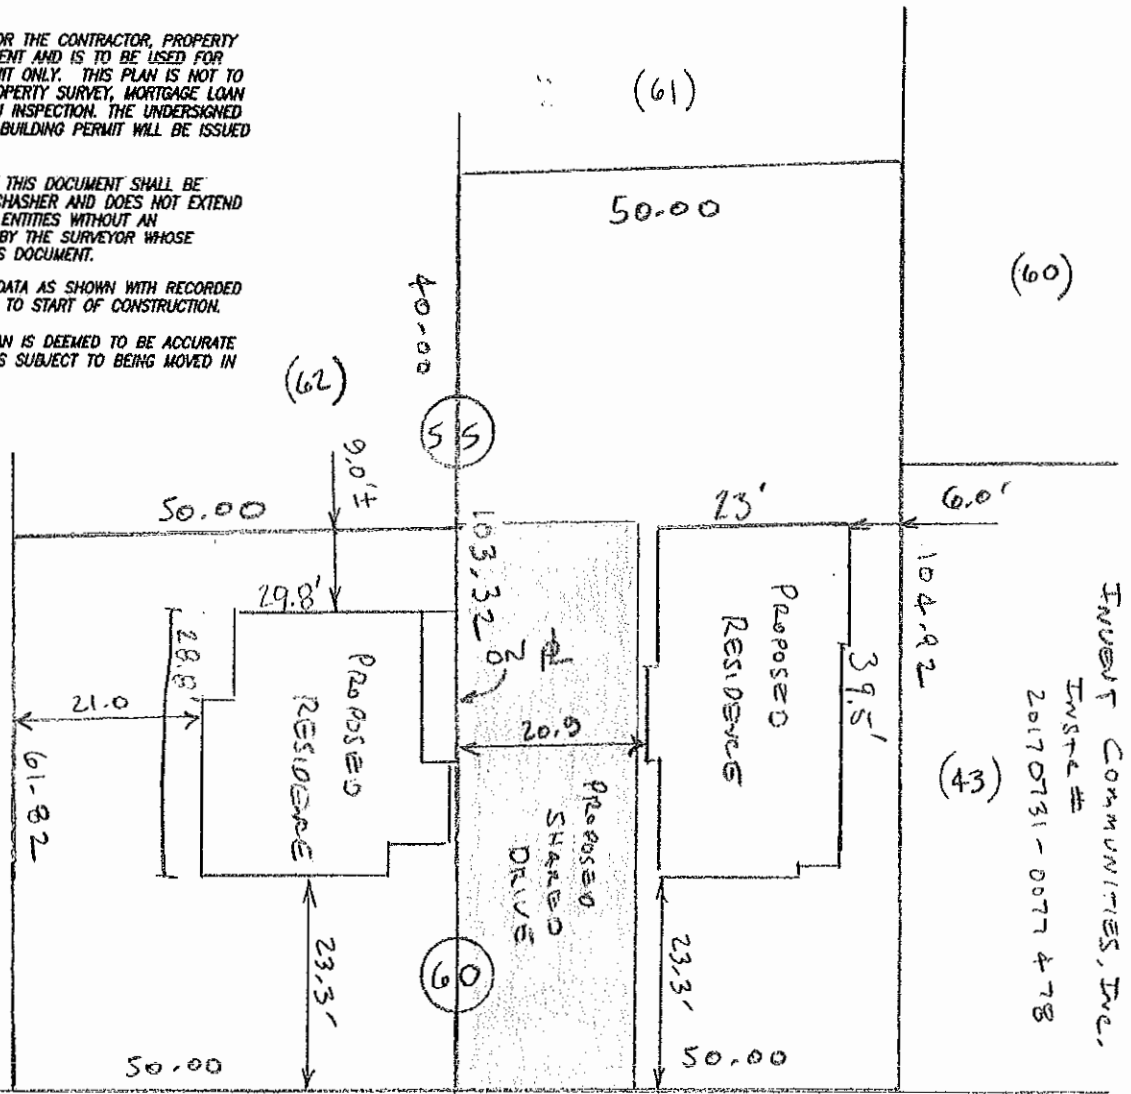 OR THE CONTRACTOR, PROPERTY
ENT AND IS TO BE USED FOR
IT ONLY. THIS PLAN IS NOT TO
OPERTY SURVEY, MORTGAGE LOAN
N INSPECTION. THE UNDERSIGNED
BUILDING PERMIT WILL BE ISSUED
THIS DOCUMENT SHALL BE
CHASHER AND DOES NOT EXTEND
ENTITIES WITHOUT AN
BY THE SURVEYOR WHOSE
S DOCUMENT.
DATA AS SHOWN WITH RECORDED
TO START OF CONSTRUCTION.
AN IS DEEMED TO BE ACCURATE
S SUBJECT TO BEING MOVED IN
(61)
50.00
(60)
40.00
(62)
55
9.0'±
50.00
103.32
23'
6.0'
104.92
29.8'
28.8'
21.0
61.82
PROPOSED
RESIDENCE
20.9
PROPOSED
SHARED
DRIVE
PROPOSED
RESIDENCE
39.5'
(43)
INVENT COMMUNITIES, INC.
INSTR #
20170731-0077478
23.3'
60
23.3'
50.00
50.00